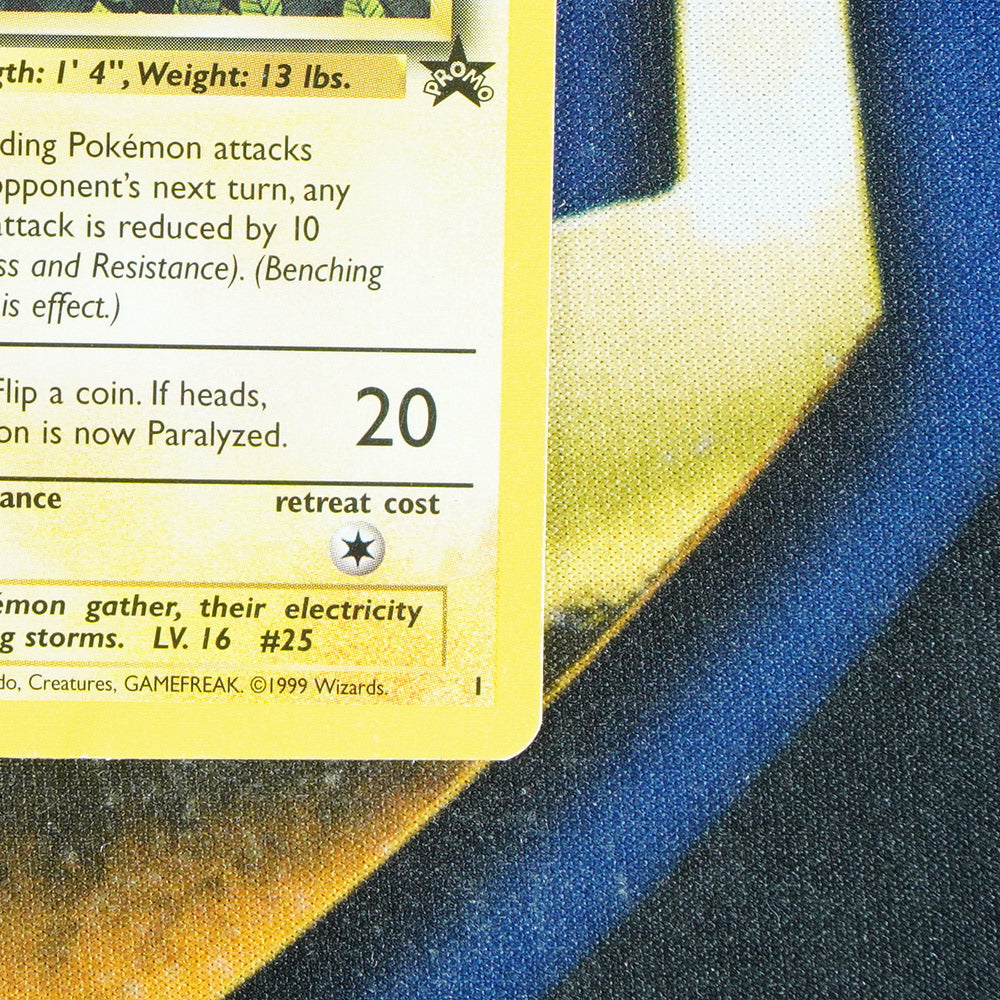 gth: 1' 4", Weight: 13 lbs.
PROMO
ding Pokémon attacks
opponent's next turn, any
attack is reduced by 10
ss and Resistance). (Benching
is effect.)
Flip a coin. If heads,
on is now Paralyzed.
20
ance
retreat cost
émon gather, their electricity
g storms. LV. 16 #25
do, Creatures, GAMEFREAK. ©1999 Wizards.
1